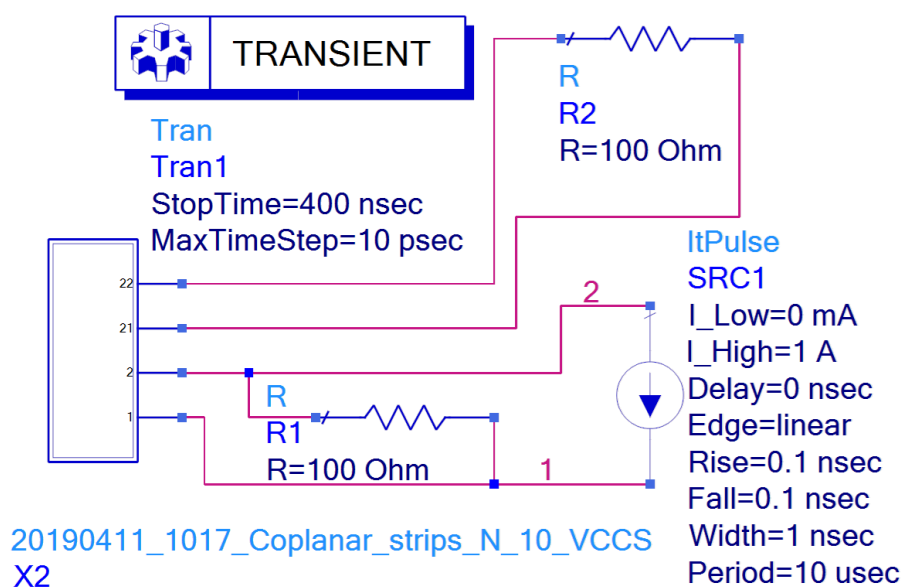 TRANSIENT
Tran
Tran1
StopTime=400 nsec
MaxTimeStep=10 psec
R
R2
R=100 Ohm
22
21
2
1
R
R1
R=100 Ohm
2
1
ItPulse
SRC1
I_Low=0 mA
I_High=1 A
Delay=0 nsec
Edge=linear
Rise=0.1 nsec
Fall=0.1 nsec
Width=1 nsec
Period=10 usec
20190411_1017_Coplanar_strips_N_10_VCCS
X2